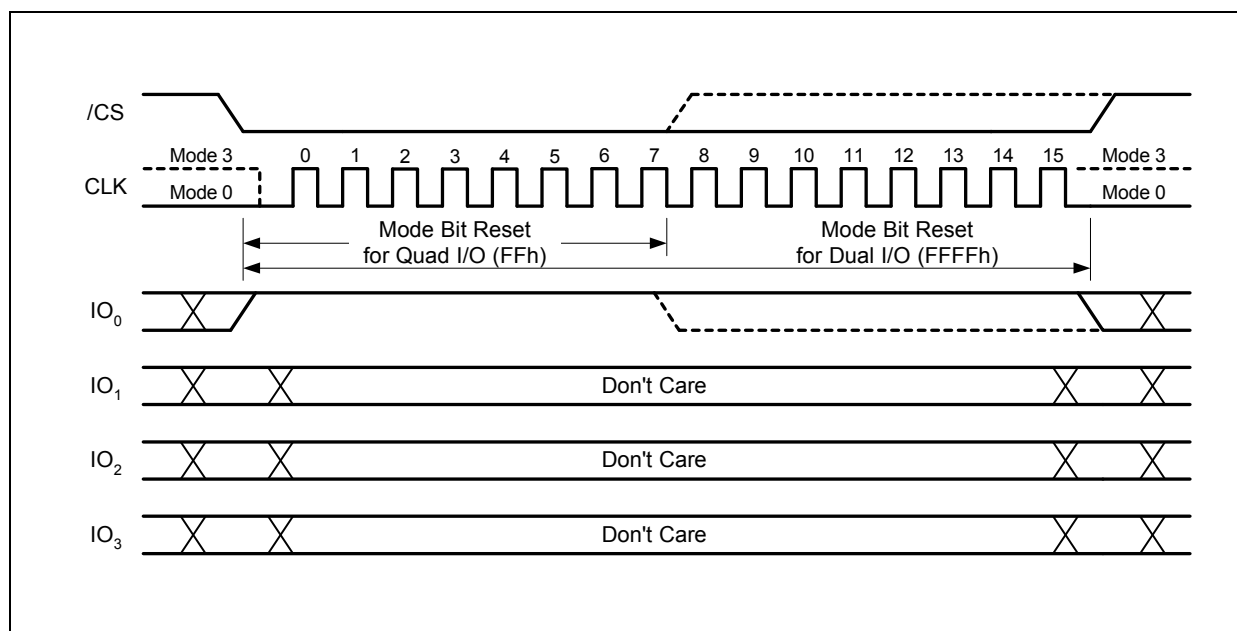 /CS
Mode 3 0 1 2 3 4 5 6 7 8 9 10 11 12 13 14 15 Mode 3
CLK
Mode 0 Mode 0
Mode Bit Reset Mode Bit Reset
for Quad I/O (FFh) for Dual I/O (FFFFh)
IO₀
IO₁ Don't Care
IO₂ Don't Care
IO₃ Don't Care